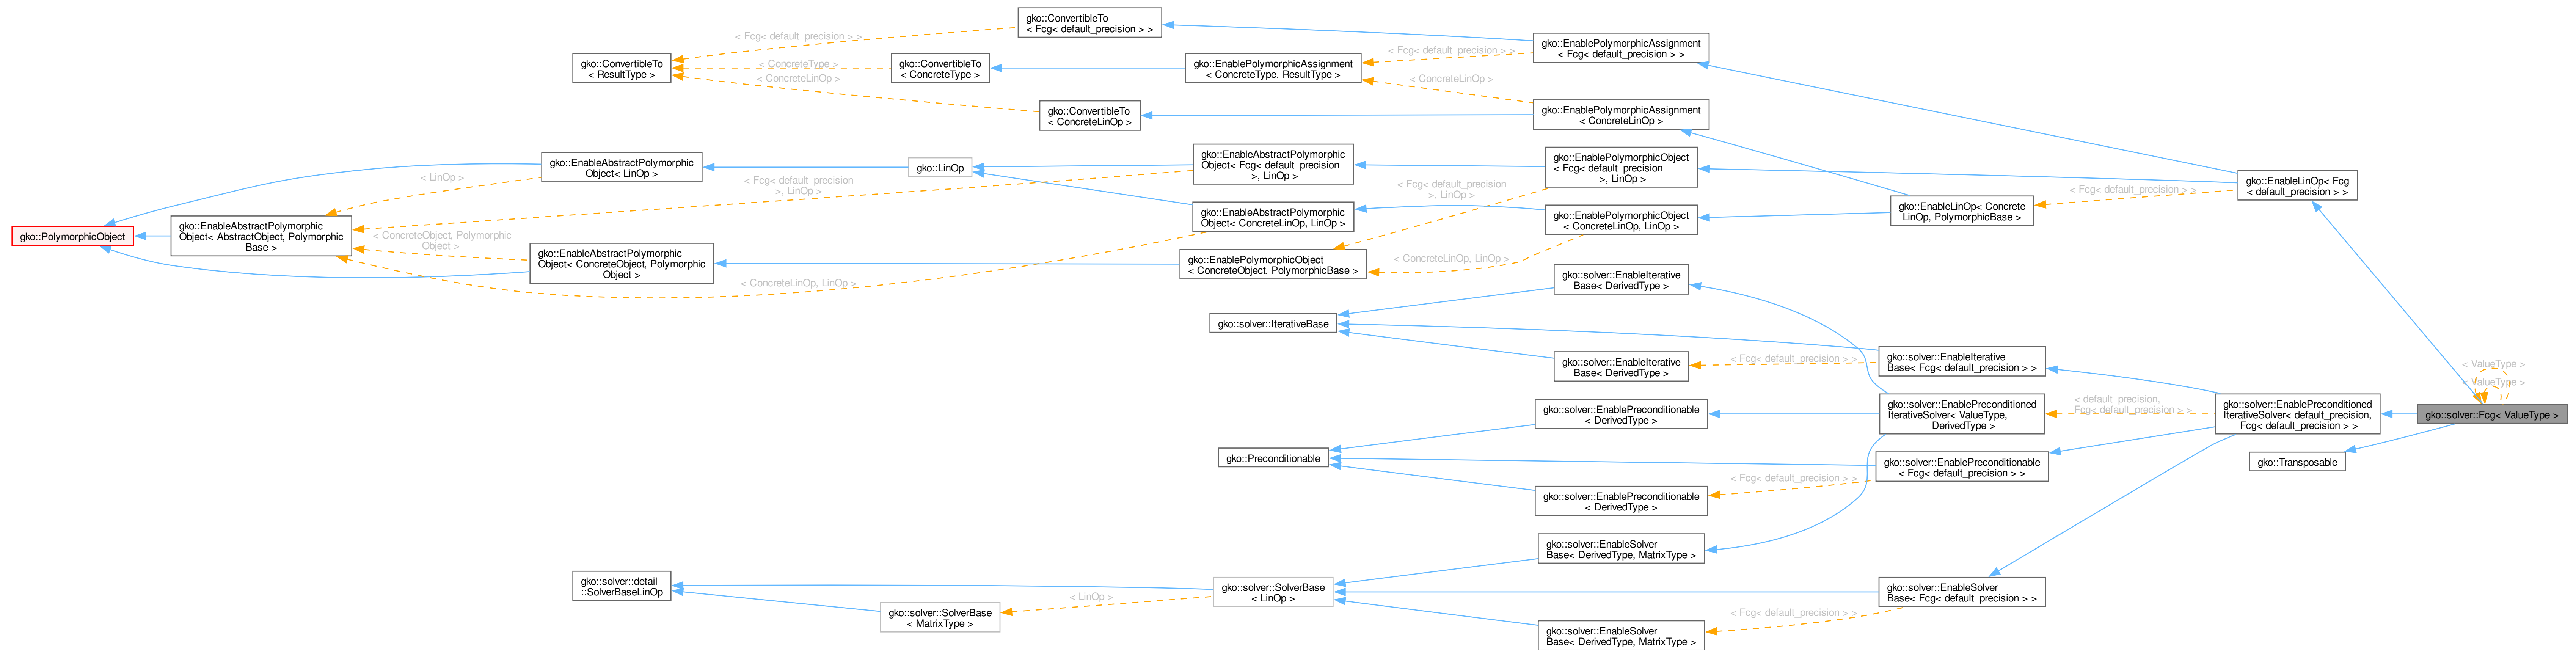 gko::ConvertibleTo
< Fcg< default_precision > >
< Fcg< default_precision > >
gko::EnablePolymorphicAssignment
< Fcg< default_precision > >
< Fcg< default_precision > >
gko::ConvertibleTo
< ResultType >
< ConcreteType >
gko::ConvertibleTo
< ConcreteType >
gko::EnablePolymorphicAssignment
< ConcreteType, ResultType >
< ConcreteLinOp >
< ConcreteLinOp >
gko::ConvertibleTo
< ConcreteLinOp >
gko::EnablePolymorphicAssignment
< ConcreteLinOp >
gko::EnableAbstractPolymorphic
Object< LinOp >
gko::LinOp
gko::EnableAbstractPolymorphic
Object< Fcg< default_precision
>, LinOp >
gko::EnablePolymorphicObject
< Fcg< default_precision
>, LinOp >
< LinOp >
< Fcg< default_precision
>, LinOp >
< Fcg< default_precision
>, LinOp >
gko::EnableLinOp< Fcg
< default_precision > >
< Fcg< default_precision > >
gko::EnableLinOp< Concrete
LinOp, PolymorphicBase >
gko::PolymorphicObject
gko::EnableAbstractPolymorphic
Object< AbstractObject, Polymorphic
Base >
< ConcreteObject, Polymorphic
Object >
gko::EnableAbstractPolymorphic
Object< ConcreteLinOp, LinOp >
gko::EnablePolymorphicObject
< ConcreteLinOp, LinOp >
gko::EnableAbstractPolymorphic
Object< ConcreteObject, Polymorphic
Object >
gko::EnablePolymorphicObject
< ConcreteObject, PolymorphicBase >
< ConcreteLinOp, LinOp >
< ConcreteLinOp, LinOp >
gko::solver::EnableIterative
Base< DerivedType >
gko::solver::IterativeBase
gko::solver::EnableIterative
Base< DerivedType >
< Fcg< default_precision > >
gko::solver::EnableIterative
Base< Fcg< default_precision > >
< ValueType >
< ValueType >
gko::solver::EnablePreconditionable
< DerivedType >
gko::solver::EnablePreconditioned
IterativeSolver< ValueType,
DerivedType >
< default_precision,
Fcg< default_precision > >
gko::solver::EnablePreconditioned
IterativeSolver< default_precision,
Fcg< default_precision > >
gko::solver::Fcg< ValueType >
gko::Preconditionable
gko::solver::EnablePreconditionable
< Fcg< default_precision > >
gko::Transposable
< Fcg< default_precision > >
gko::solver::EnablePreconditionable
< DerivedType >
gko::solver::EnableSolver
Base< DerivedType, MatrixType >
gko::solver::detail
::SolverBaseLinOp
gko::solver::SolverBase
< LinOp >
gko::solver::EnableSolver
Base< Fcg< default_precision > >
< LinOp >
gko::solver::SolverBase
< MatrixType >
< Fcg< default_precision > >
gko::solver::EnableSolver
Base< DerivedType, MatrixType >